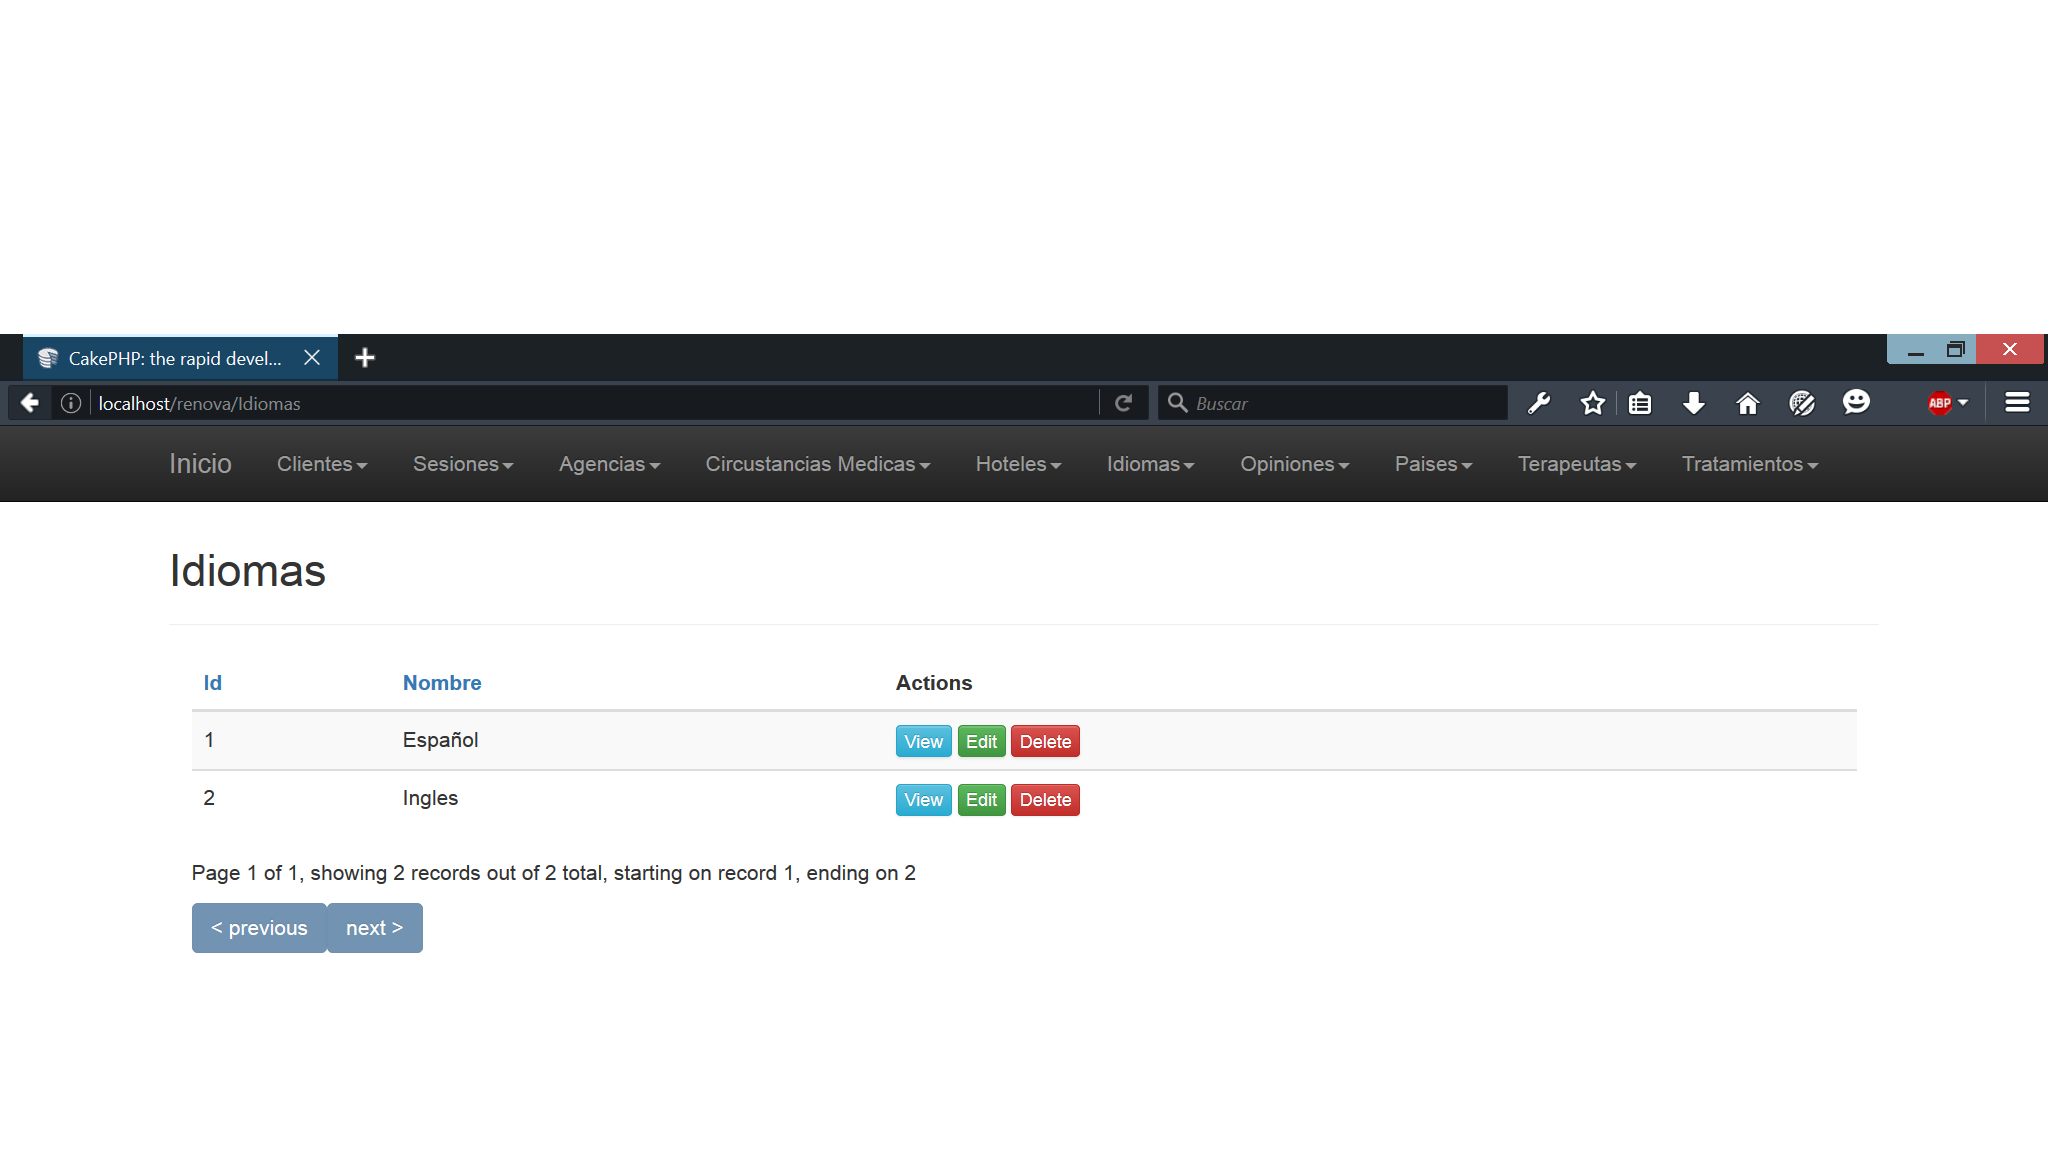 CakePHP: the rapid devel...
localhost/renova/Idiomas
Buscar
ABP
Inicio Clientes Sesiones Agencias Circustancias Medicas Hoteles Idiomas Opiniones Paises Terapeutas Tratamientos
Idiomas
Id Nombre Actions
1 Español View Edit Delete
2 Ingles View Edit Delete
Page 1 of 1, showing 2 records out of 2 total, starting on record 1, ending on 2
< previous next >